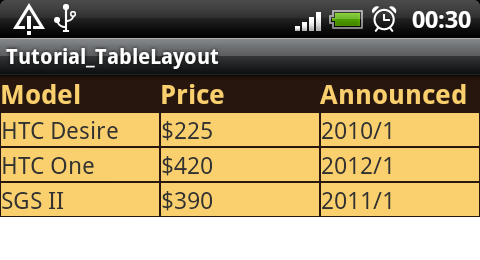 00:30
Tutorial_TableLayout
Model Price Announced
HTC Desire $225 2010/1
HTC One $420 2012/1
SGS II $390 2011/1